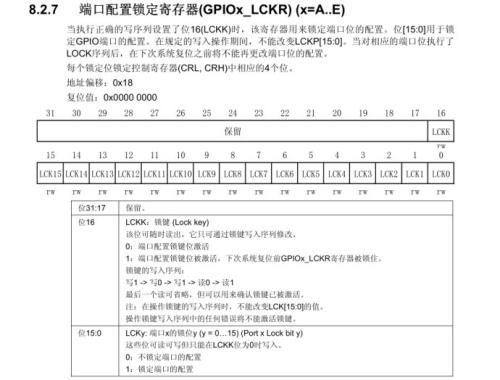 8.2.7 端口配置锁定寄存器(GPIOx_LCKR) (x=A..E)
当执行正确的写序列设置了位16(LCKK)时，该寄存器用来锁定端口位的配置。位[15:0]用于锁
定GPIO端口的配置。在规定的写入操作期间，不能改变LCKP[15:0]。当对相应的端口位执行了
LOCK序列后，在下次系统复位之前将不能再更改端口位的配置。
每个锁定位锁定控制寄存器(CRL, CRH)中相应的4个位。
地址偏移：0x18
复位值：0x0000 0000
31 30 29 28 27 26 25 24 23 22 21 20 19 18 17 16
保留 LCKK
rw
15 14 13 12 11 10 9 8 7 6 5 4 3 2 1 0
LCK15 LCK14 LCK13 LCK12 LCK11 LCK10 LCK9 LCK8 LCK7 LCK6 LCK5 LCK4 LCK3 LCK2 LCK1 LCK0
rw rw rw rw rw rw rw rw rw rw rw rw rw rw rw rw
位31:17 保留。
位16 LCKK：锁键 (Lock key)
该位可随时读出，它只可通过锁键写入序列修改。
0：端口配置锁键位激活
1：端口配置锁键位被激活，下次系统复位前GPIOx_LCKR寄存器被锁住。
锁键的写入序列：
写1 -> 写0 -> 写1 -> 读0 -> 读1
最后一个读可省略，但可以用来确认锁键已被激活。
注：在操作锁键的写入序列时，不能改变LCK[15:0]的值。
操作锁键写入序列中的任何错误将不能激活锁键。
位15:0 LCKy: 端口x的锁位y (y = 0…15) (Port x Lock bit y)
这些位可读可写但只能在LCKK位为0时写入。
0：不锁定端口的配置
1：锁定端口的配置